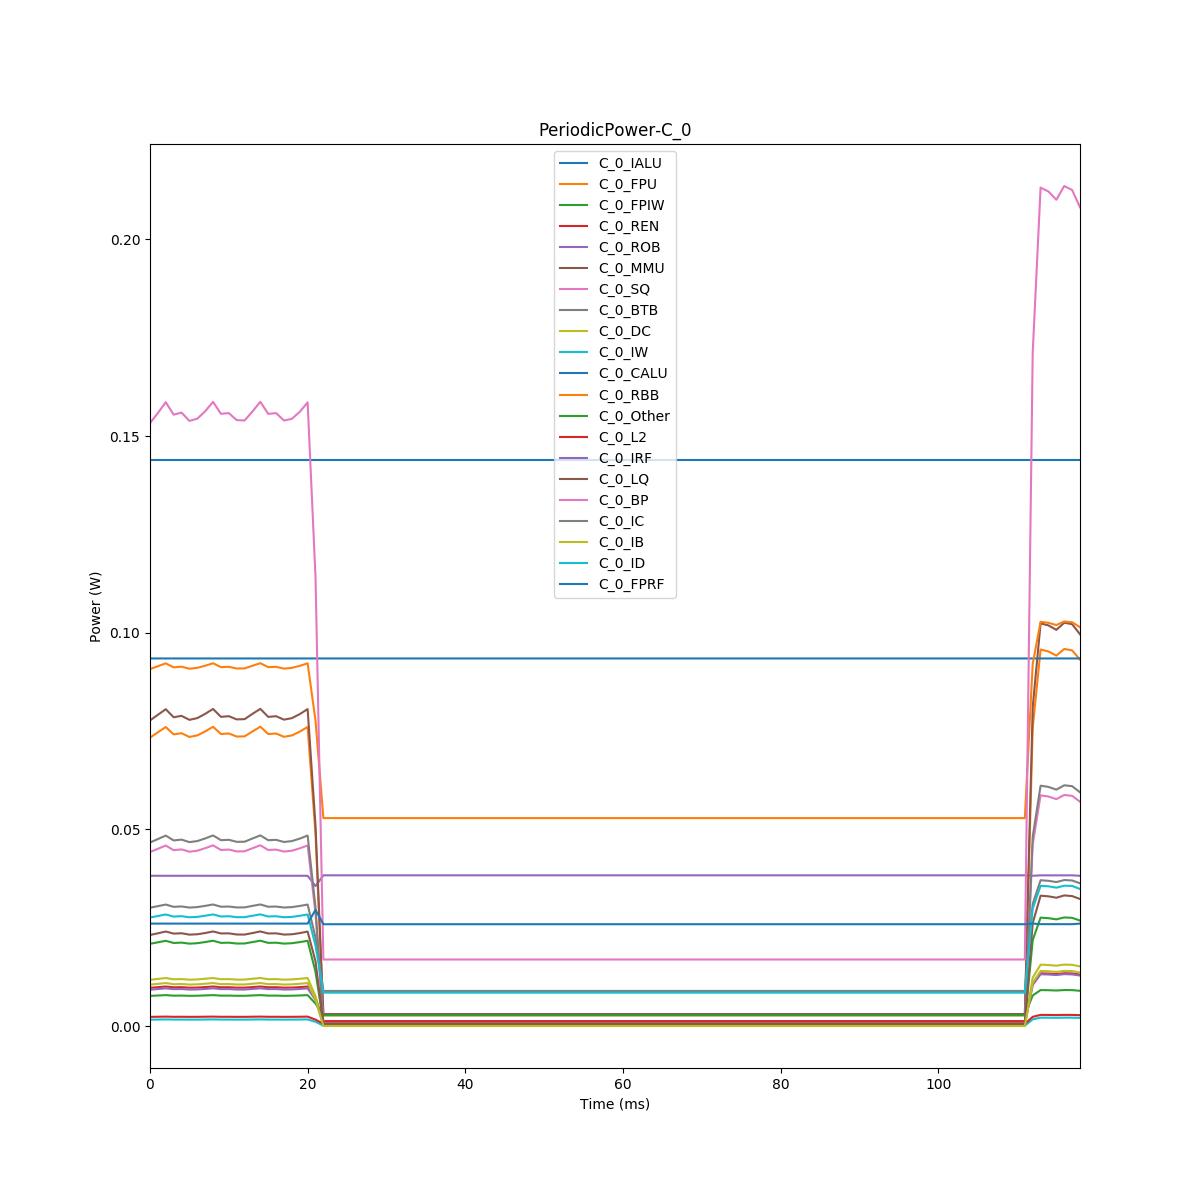 PeriodicPower-C_0
C_0_IALU
C_0_FPU
C_0_FPIW
C_0_REN
C_0_ROB
C_0_MMU
C_0_SQ
C_0_BTB
C_0_DC
C_0_IW
C_0_CALU
C_0_RBB
C_0_Other
C_0_L2
C_0_IRF
C_0_LQ
C_0_BP
C_0_IC
C_0_IB
C_0_ID
C_0_FPRF
Power (W)
0.20
0.15
0.10
0.05
0.00
0 20 40 60 80 100
Time (ms)